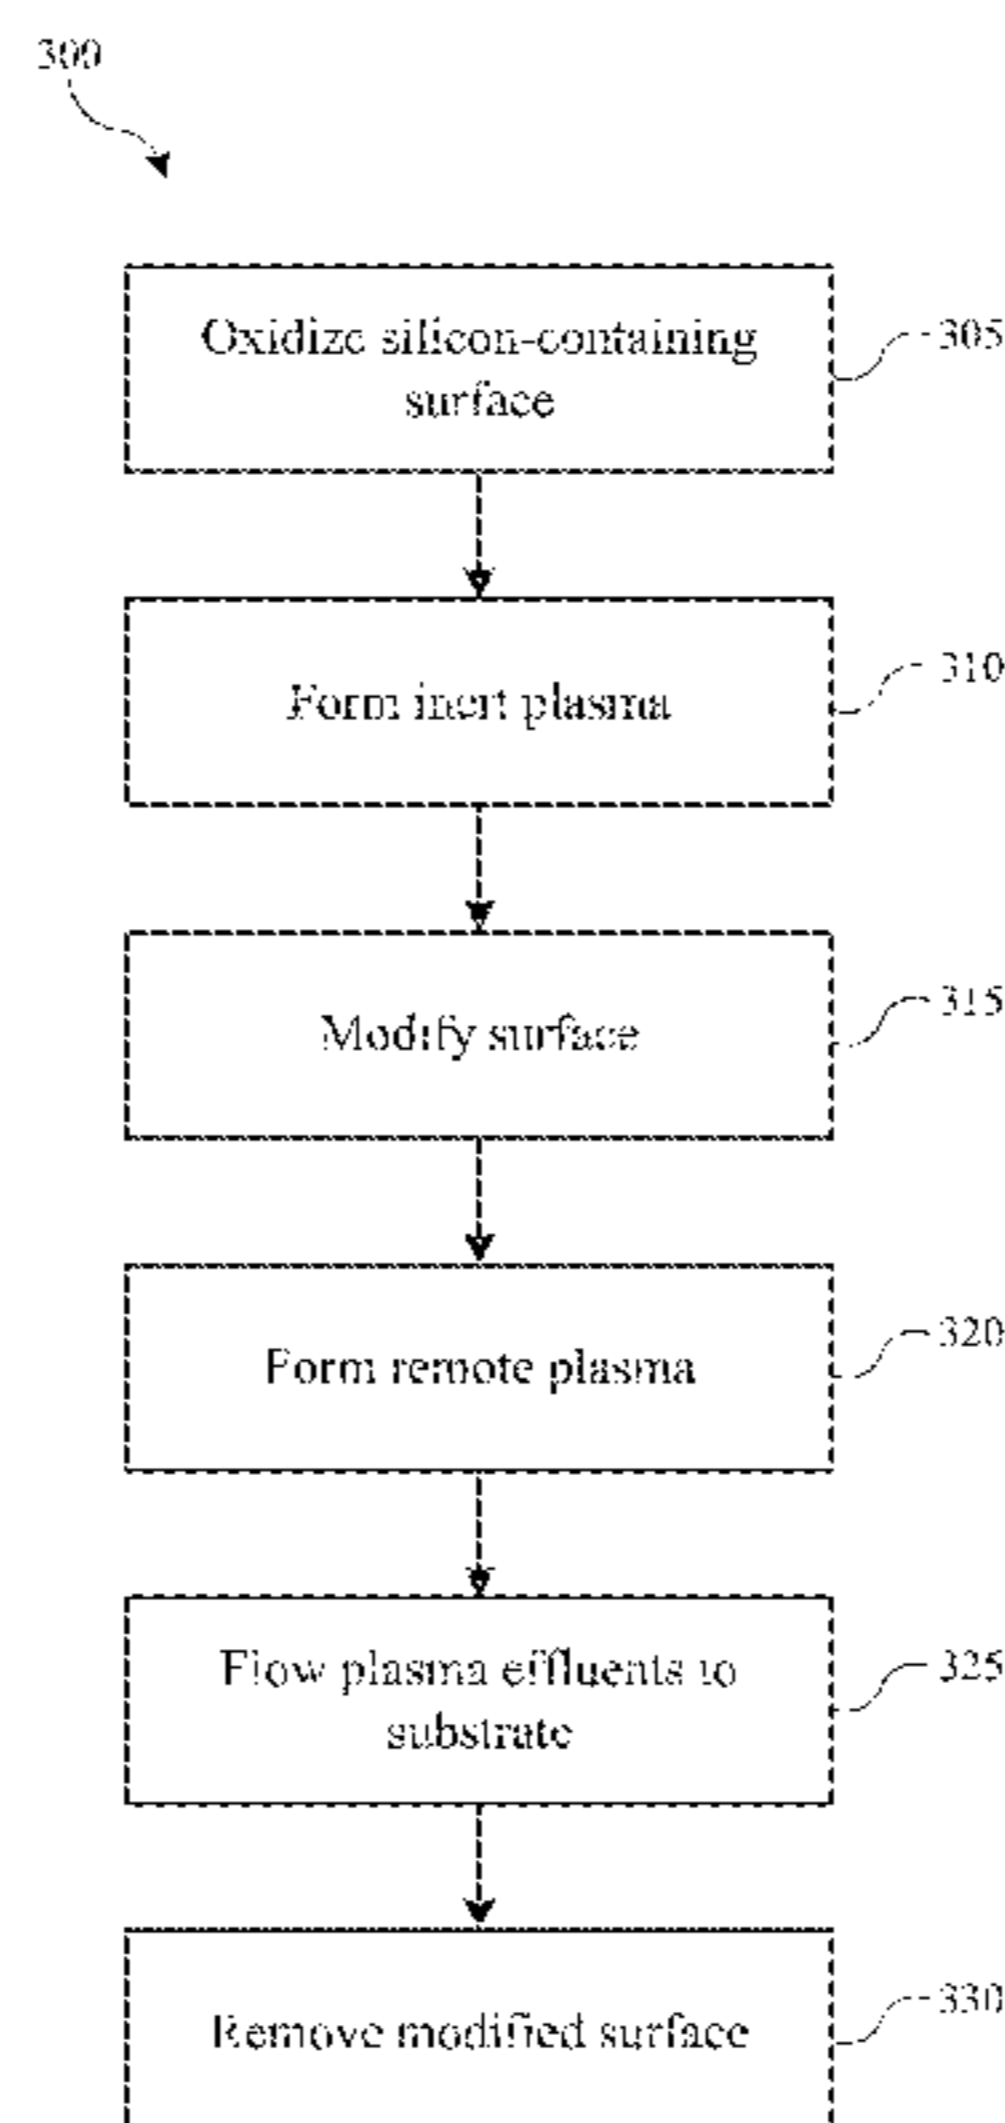 300
Oxidize silicon-containing
surface
305
Form inert plasma
310
Modify surface
315
Form remote plasma
320
Flow plasma effluents to
substrate
325
Remove modified surface
330